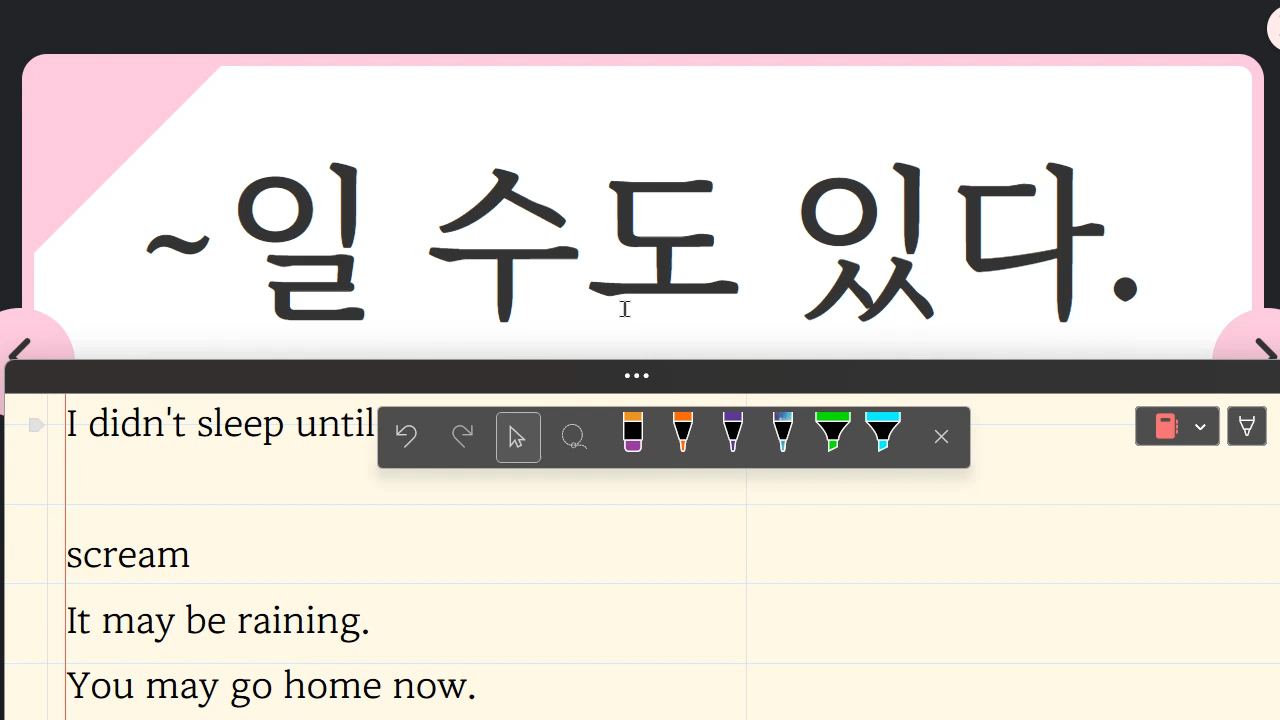 ~일 수도 있다.
I didn't sleep until
scream
It may be raining.
You may go home now.